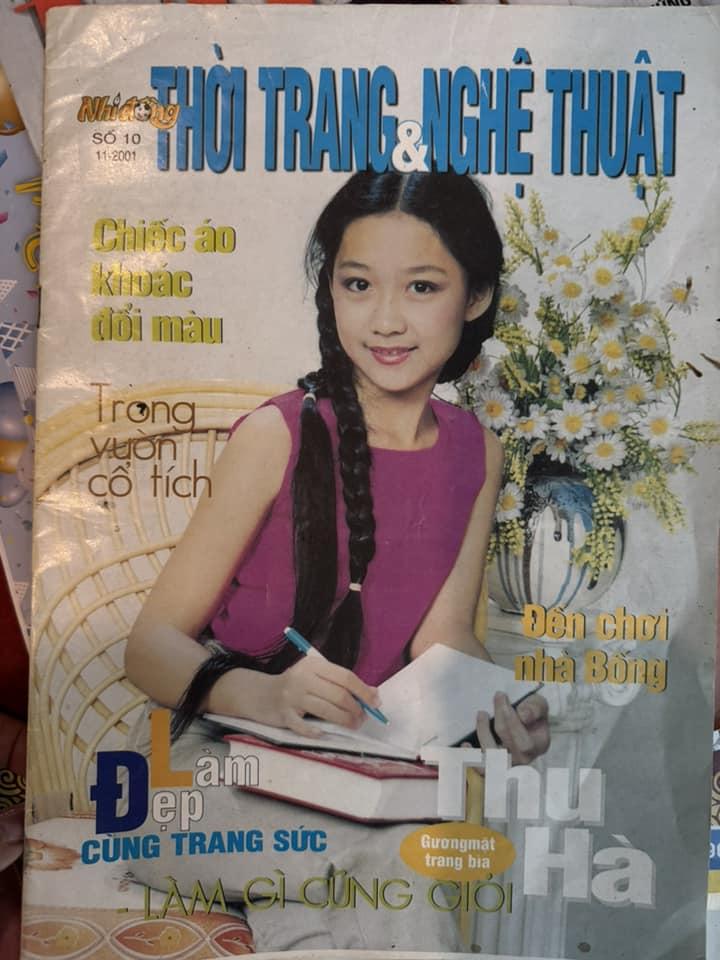 Nhi đồng
THỜI TRANG & NGHỆ THUẬT
SỐ 10
11-2001
Chiếc áo
khoác
đổi màu
Trong
vườn
cổ tích
Đến chơi
nhà Bống
Làm
Đẹp
CÙNG TRANG SỨC
Thu
Hà
Gương mặt
trang bìa
- LÀM GÌ CŨNG GIỎI